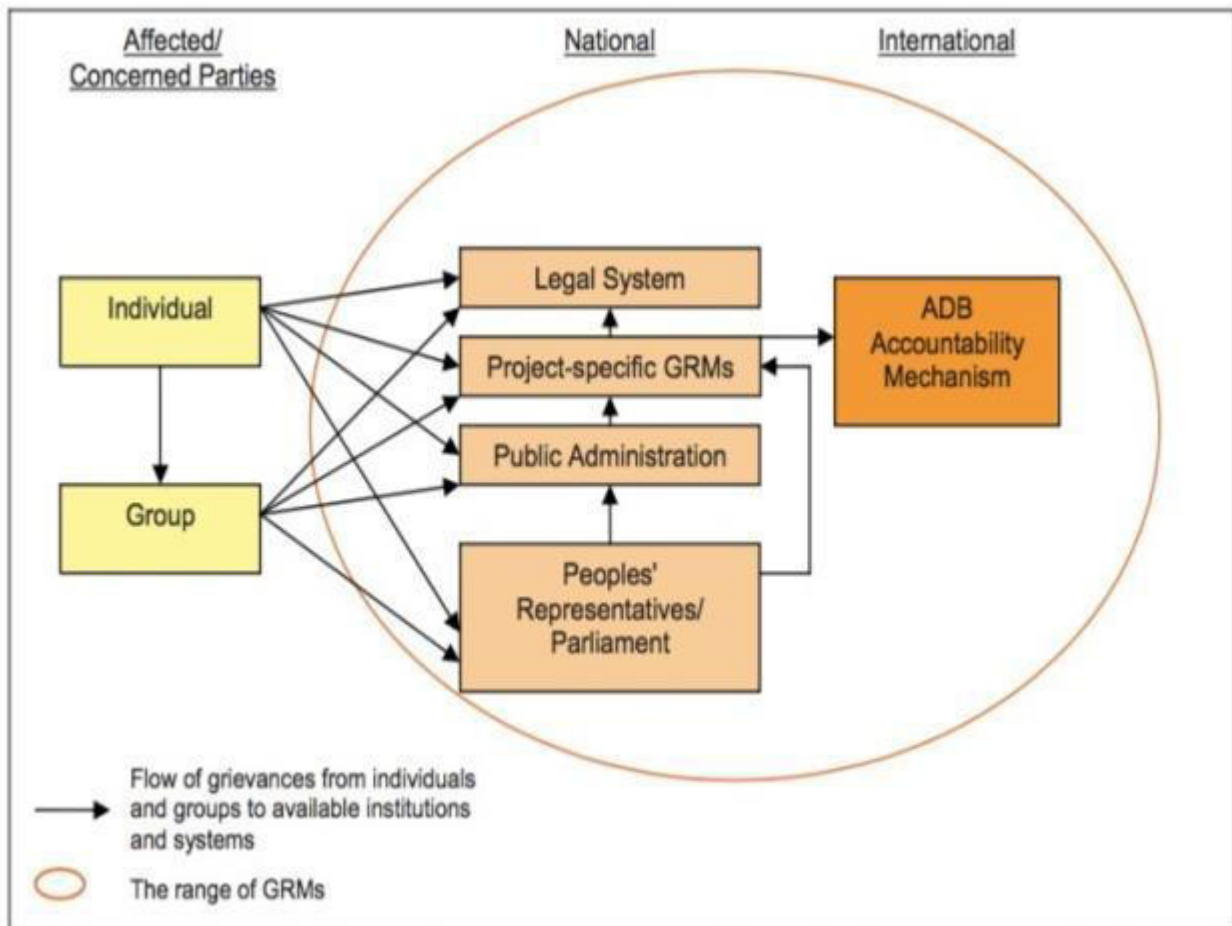 Affected/
Concerned Parties
National
International
Individual
Group
Legal System
Project-specific GRMs
Public Administration
Peoples'
Representatives/
Parliament
ADB
Accountability
Mechanism
Flow of grievances from individuals
and groups to available institutions
and systems
The range of GRMs